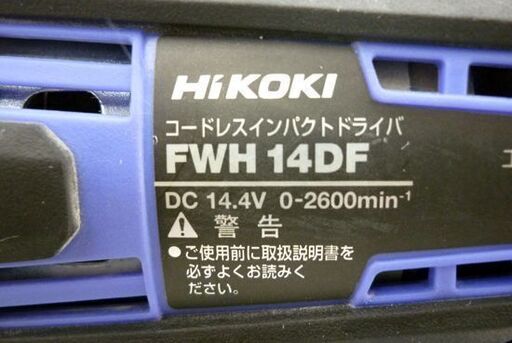 HiKOKI
コードレスインパクトドライバ
FWH 14DF
DC 14.4V 0-2600min⁻¹
⚠ 警告
●ご使用前に取扱説明書を
必ずよくお読みく
ださい。